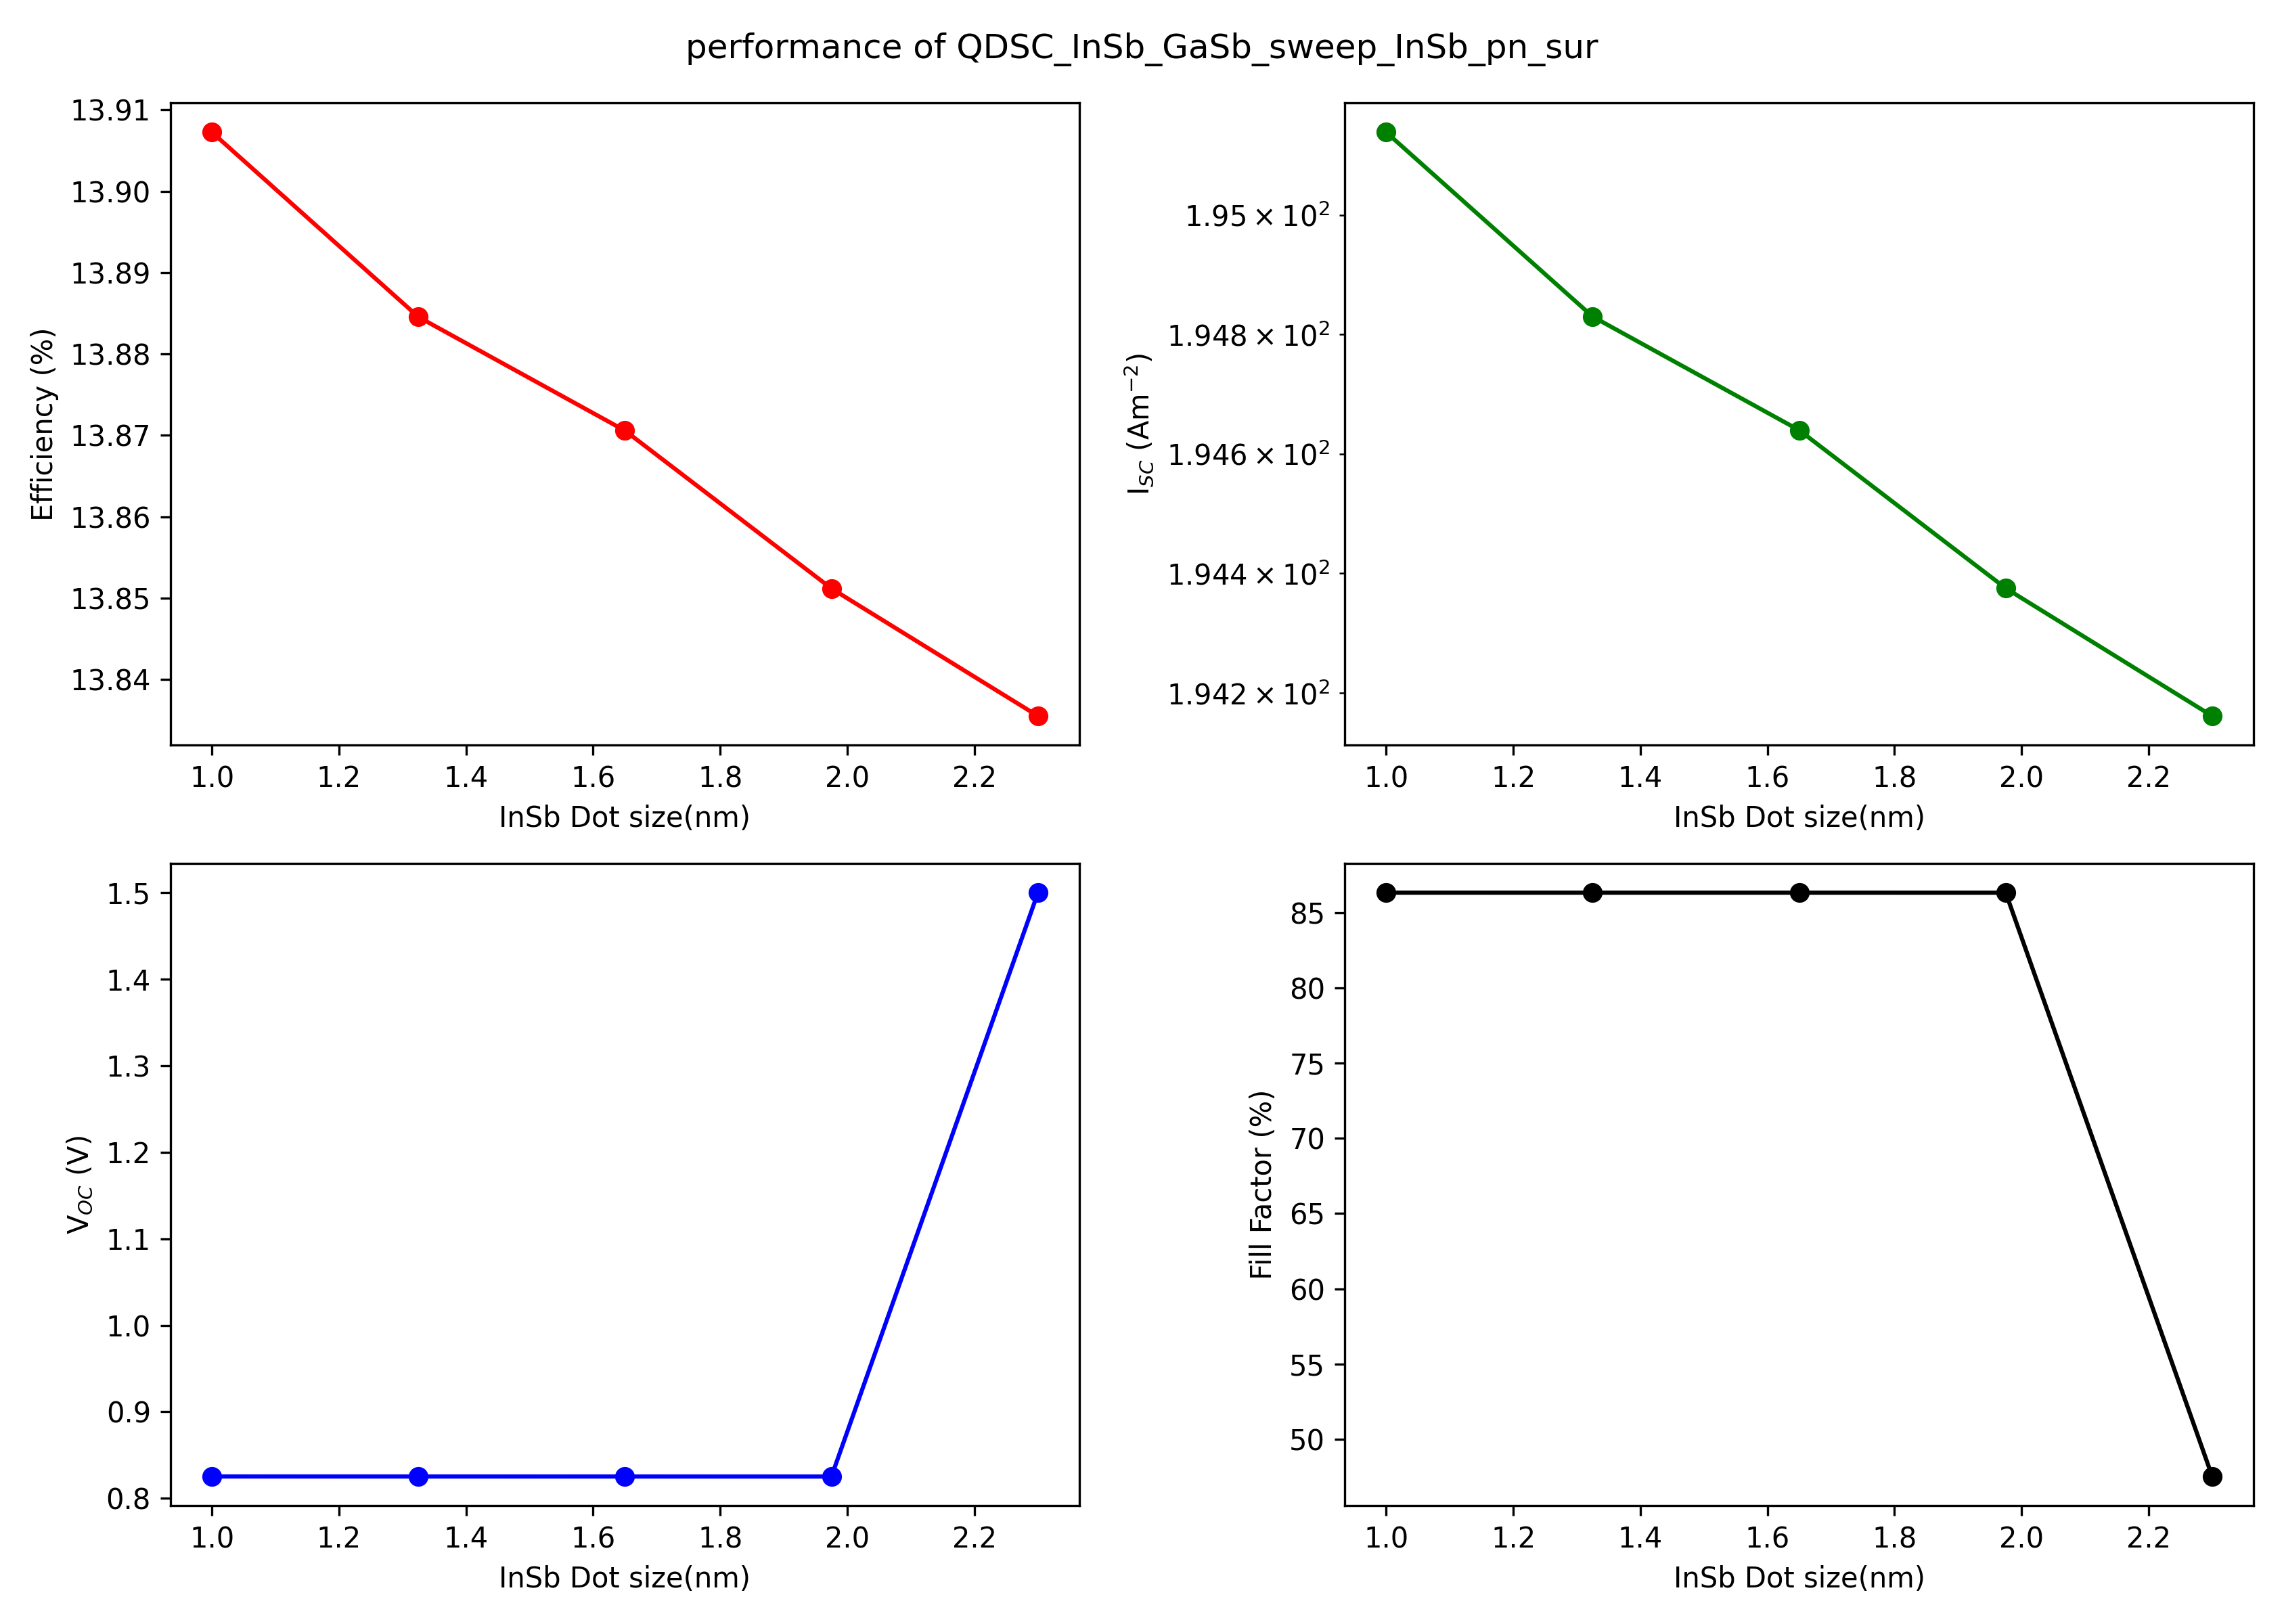 performance of QDSC_InSb_GaSb_sweep_InSb_pn_sur
Efficiency (%)
13.91
13.90
13.89
13.88
13.87
13.86
13.85
13.84
1.0 1.2 1.4 1.6 1.8 2.0 2.2
InSb Dot size(nm)
I_SC (Am⁻²)
1.95 × 10²
1.948 × 10²
1.946 × 10²
1.944 × 10²
1.942 × 10²
1.0 1.2 1.4 1.6 1.8 2.0 2.2
InSb Dot size(nm)
V_OC (V)
1.5
1.4
1.3
1.2
1.1
1.0
0.9
0.8
1.0 1.2 1.4 1.6 1.8 2.0 2.2
InSb Dot size(nm)
Fill Factor (%)
85
80
75
70
65
60
55
50
1.0 1.2 1.4 1.6 1.8 2.0 2.2
InSb Dot size(nm)